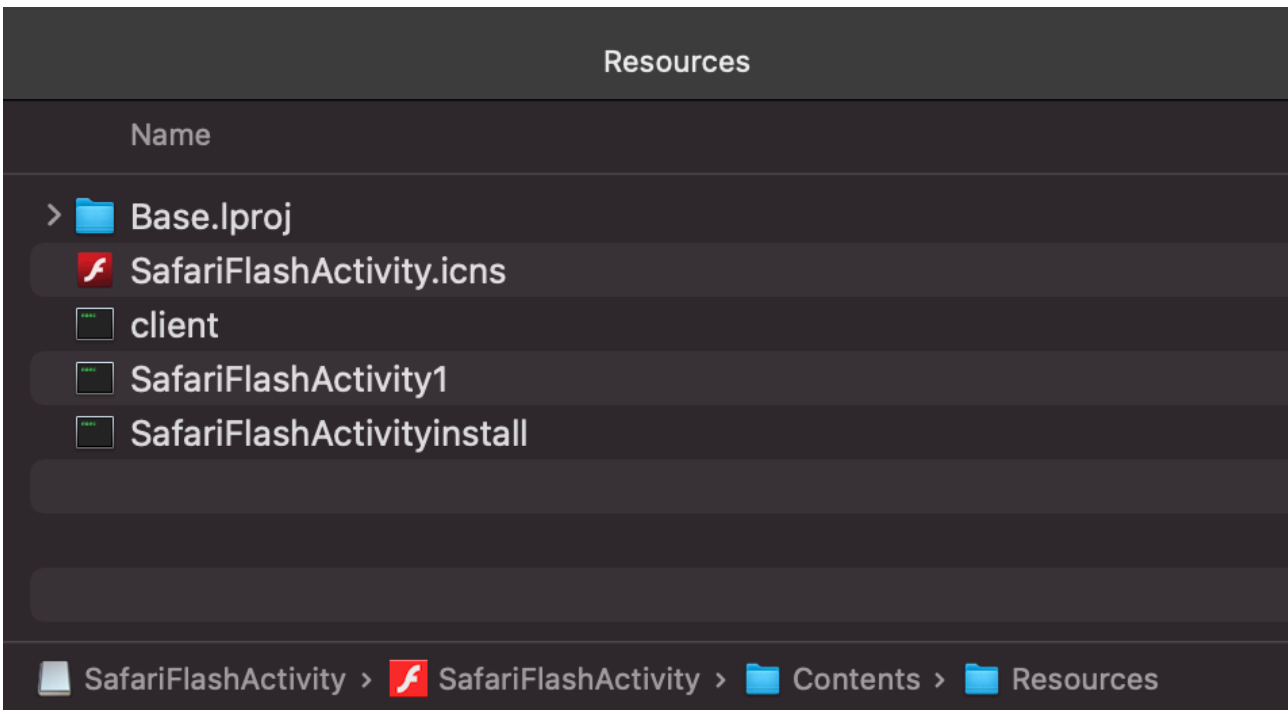 Resources
Name
Base.lproj
SafariFlashActivity.icns
client
SafariFlashActivity1
SafariFlashActivityinstall
SafariFlashActivity › SafariFlashActivity › Contents › Resources